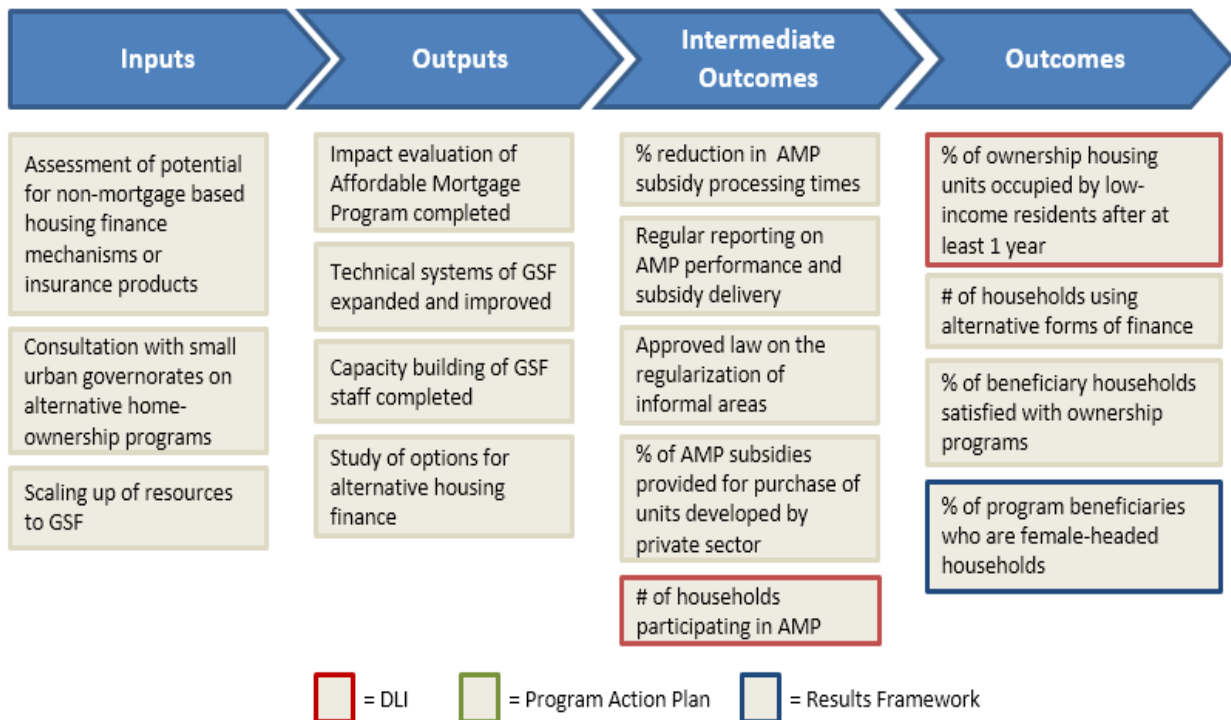 Inputs
Outputs
Intermediate
Outcomes
Outcomes
Assessment of potential
for non-mortgage based
housing finance
mechanisms or
insurance products
Consultation with small
urban governorates on
alternative home-
ownership programs
Scaling up of resources
to GSF
Impact evaluation of
Affordable Mortgage
Program completed
Technical systems of GSF
expanded and improved
Capacity building of GSF
staff completed
Study of options for
alternative housing
finance
% reduction in AMP
subsidy processing times
Regular reporting on
AMP performance and
subsidy delivery
Approved law on the
regularization of
informal areas
% of AMP subsidies
provided for purchase of
units developed by
private sector
# of households
participating in AMP
% of ownership housing
units occupied by low-
income residents after at
least 1 year
# of households using
alternative forms of finance
% of beneficiary households
satisfied with ownership
programs
% of program beneficiaries
who are female-headed
households
= DLI
= Program Action Plan
= Results Framework